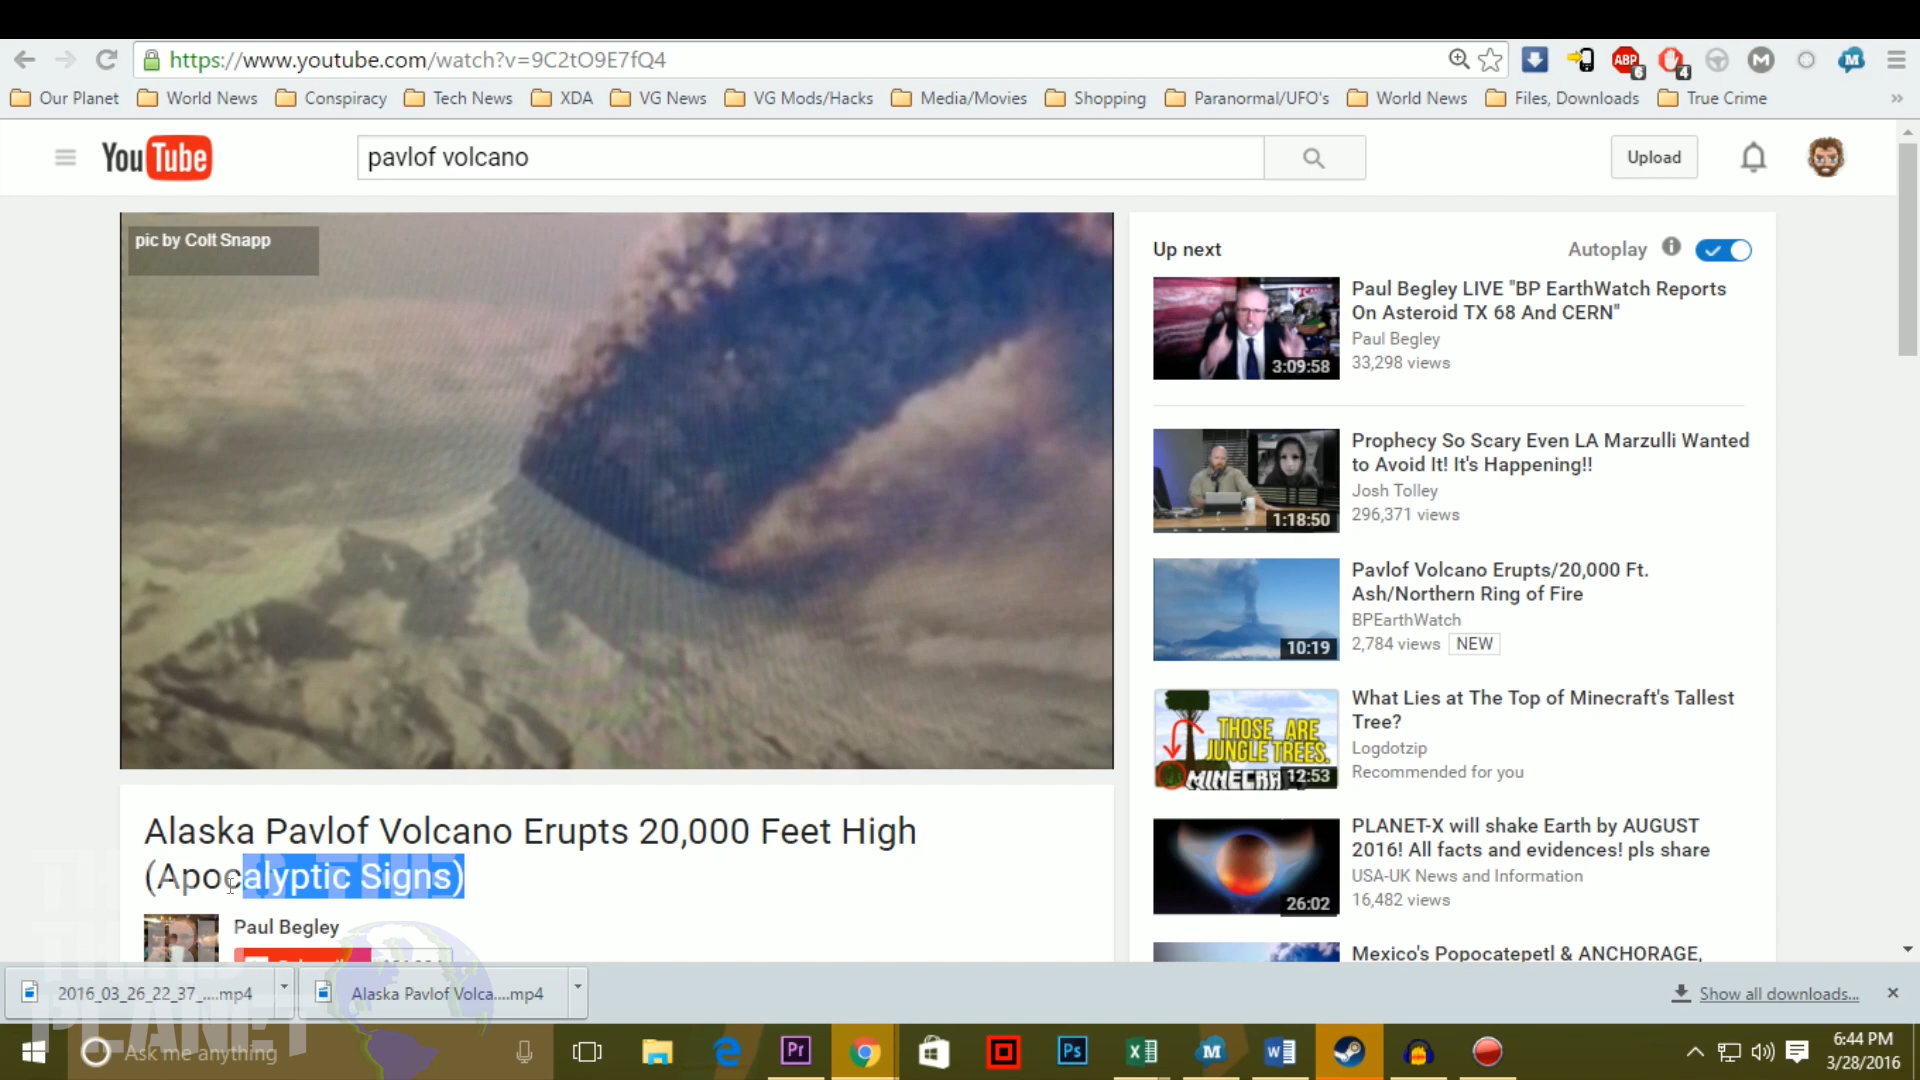 https://www.youtube.com/watch?v=9C2tO9E7fQ4
ABP 6 4 M M
Our Planet World News Conspiracy Tech News XDA VG News VG Mods/Hacks Media/Movies Shopping Paranormal/UFO's World News Files, Downloads True Crime »
YouTube pavlof volcano Upload
pic by Colt Snapp
Up next Autoplay
Paul Begley LIVE "BP EarthWatch Reports
On Asteroid TX 68 And CERN"
Paul Begley
33,298 views
3:09:58
Prophecy So Scary Even LA Marzulli Wanted
to Avoid It! It's Happening!!
Josh Tolley
296,371 views
1:18:50
Pavlof Volcano Erupts/20,000 Ft.
Ash/Northern Ring of Fire
BPEarthWatch
2,784 views NEW
10:19
What Lies at The Top of Minecraft's Tallest
Tree?
Logdotzip
Recommended for you
THOSE ARE
JUNGLE TREES.
12:53
PLANET-X will shake Earth by AUGUST
2016! All facts and evidences! pls share
USA-UK News and Information
16,482 views
26:02
Mexico's Popocatepetl & ANCHORAGE,
Alaska Pavlof Volcano Erupts 20,000 Feet High
(Apocalyptic Signs)
Paul Begley
2016_03_26_22_37_....mp4 Alaska Pavlof Volca....mp4 Show all downloads...
PLANET
Ask me anything Pr Ps M 6:44 PM
3/28/2016